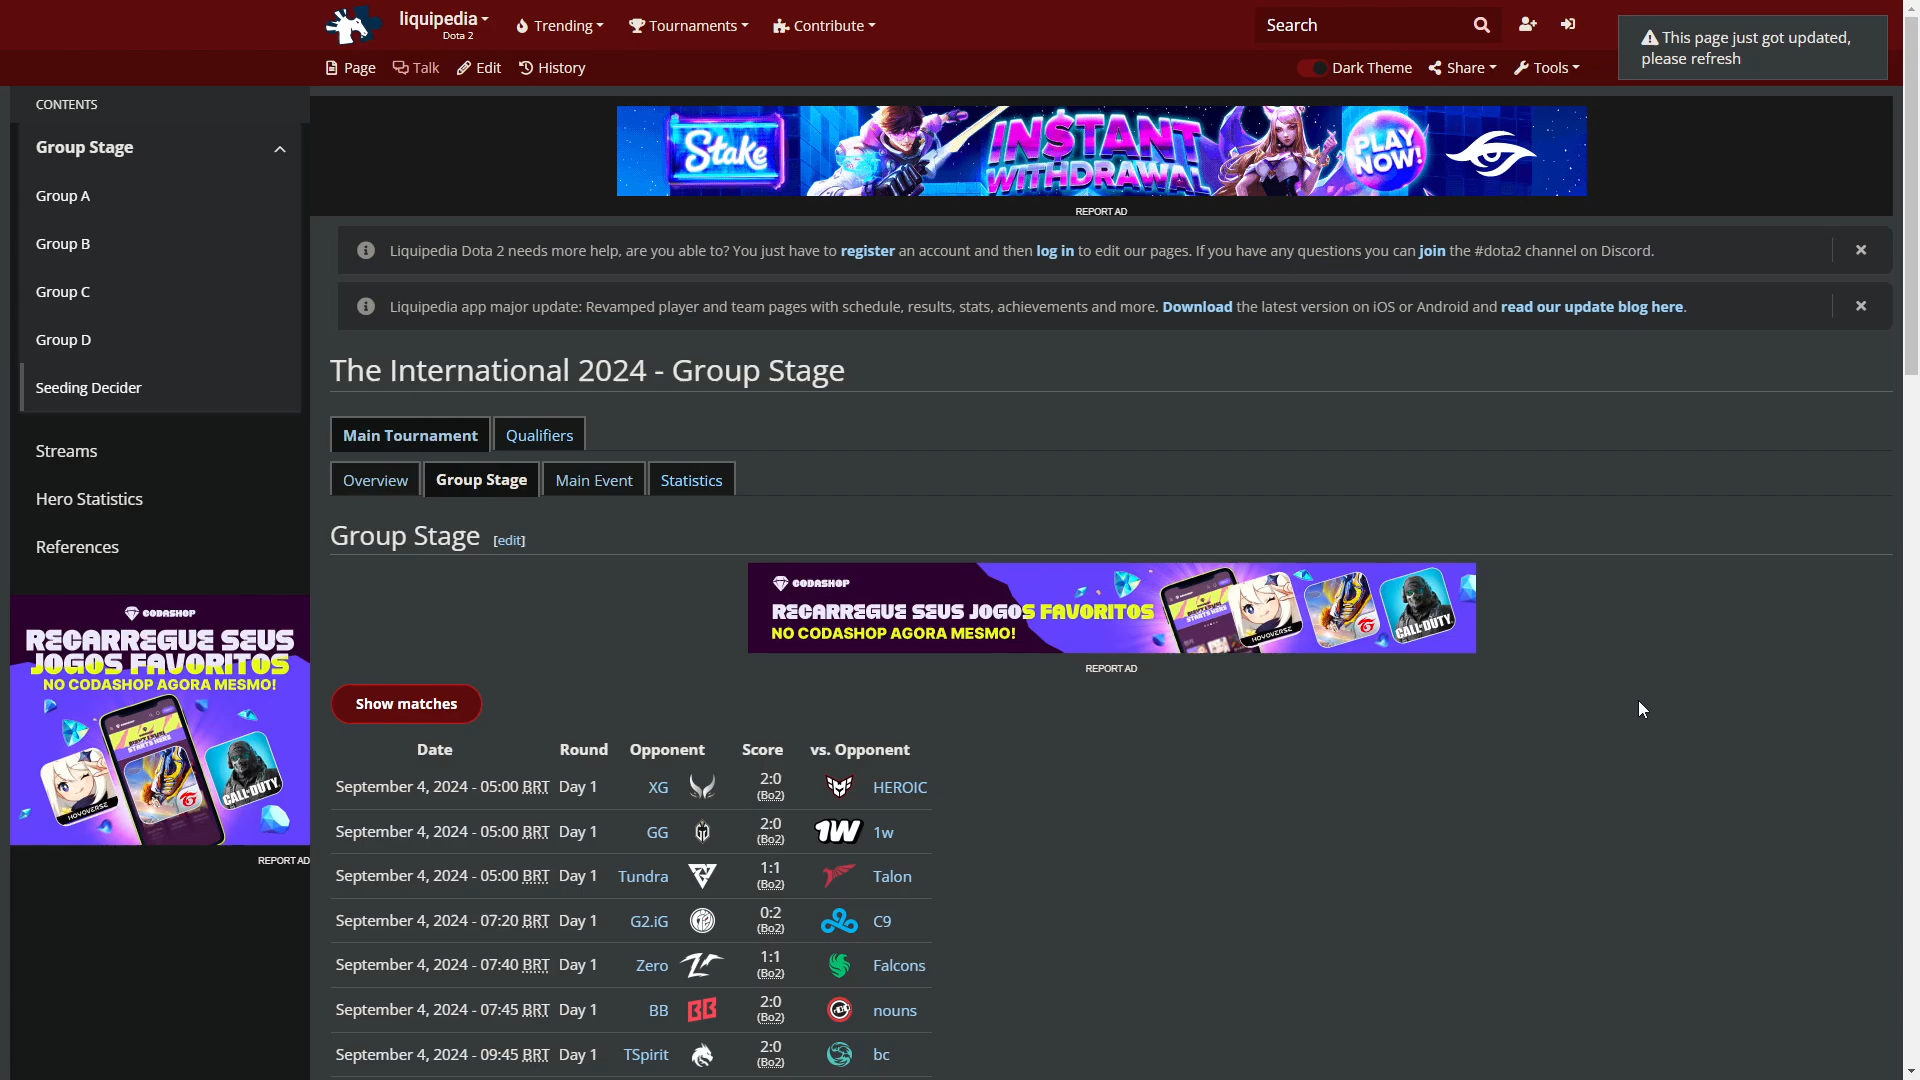 liquipedia
Dota 2
Trending
Tournaments
Contribute
Search
This page just got updated,
please refresh
Page
Talk
Edit
History
Dark Theme
Share
Tools
CONTENTS
Group Stage
Group A
Group B
Group C
Group D
Seeding Decider
Streams
Hero Statistics
References
CODASHOP
RECARREGUE SEUS
JOGOS FAVORITOS
NO CODASHOP AGORA MESMO!
HOYOVERSE
CALL·DUTY
REPORT AD
Stake
IN$TANT
WITHDRAWAL
PLAY
NOW!
REPORT AD
Liquipedia Dota 2 needs more help, are you able to? You just have to register an account and then log in to edit our pages. If you have any questions you can join the #dota2 channel on Discord.
Liquipedia app major update: Revamped player and team pages with schedule, results, stats, achievements and more. Download the latest version on iOS or Android and read our update blog here.
The International 2024 - Group Stage
Main Tournament
Qualifiers
Overview
Group Stage
Main Event
Statistics
Group Stage [edit]
CODASHOP
RECARREGUE SEUS JOGOS FAVORITOS
NO CODASHOP AGORA MESMO!
HOYOVERSE
CALL·DUTY
REPORT AD
Show matches
Date Round Opponent Score vs. Opponent
September 4, 2024 - 05:00 BRT Day 1 XG 2:0 (Bo2) HEROIC
September 4, 2024 - 05:00 BRT Day 1 GG 2:0 (Bo2) 1W 1w
September 4, 2024 - 05:00 BRT Day 1 Tundra 1:1 (Bo2) Talon
September 4, 2024 - 07:20 BRT Day 1 G2.iG 0:2 (Bo2) C9
September 4, 2024 - 07:40 BRT Day 1 Zero 1:1 (Bo2) Falcons
September 4, 2024 - 07:45 BRT Day 1 BB BB 2:0 (Bo2) nouns
September 4, 2024 - 09:45 BRT Day 1 TSpirit 2:0 (Bo2) bc